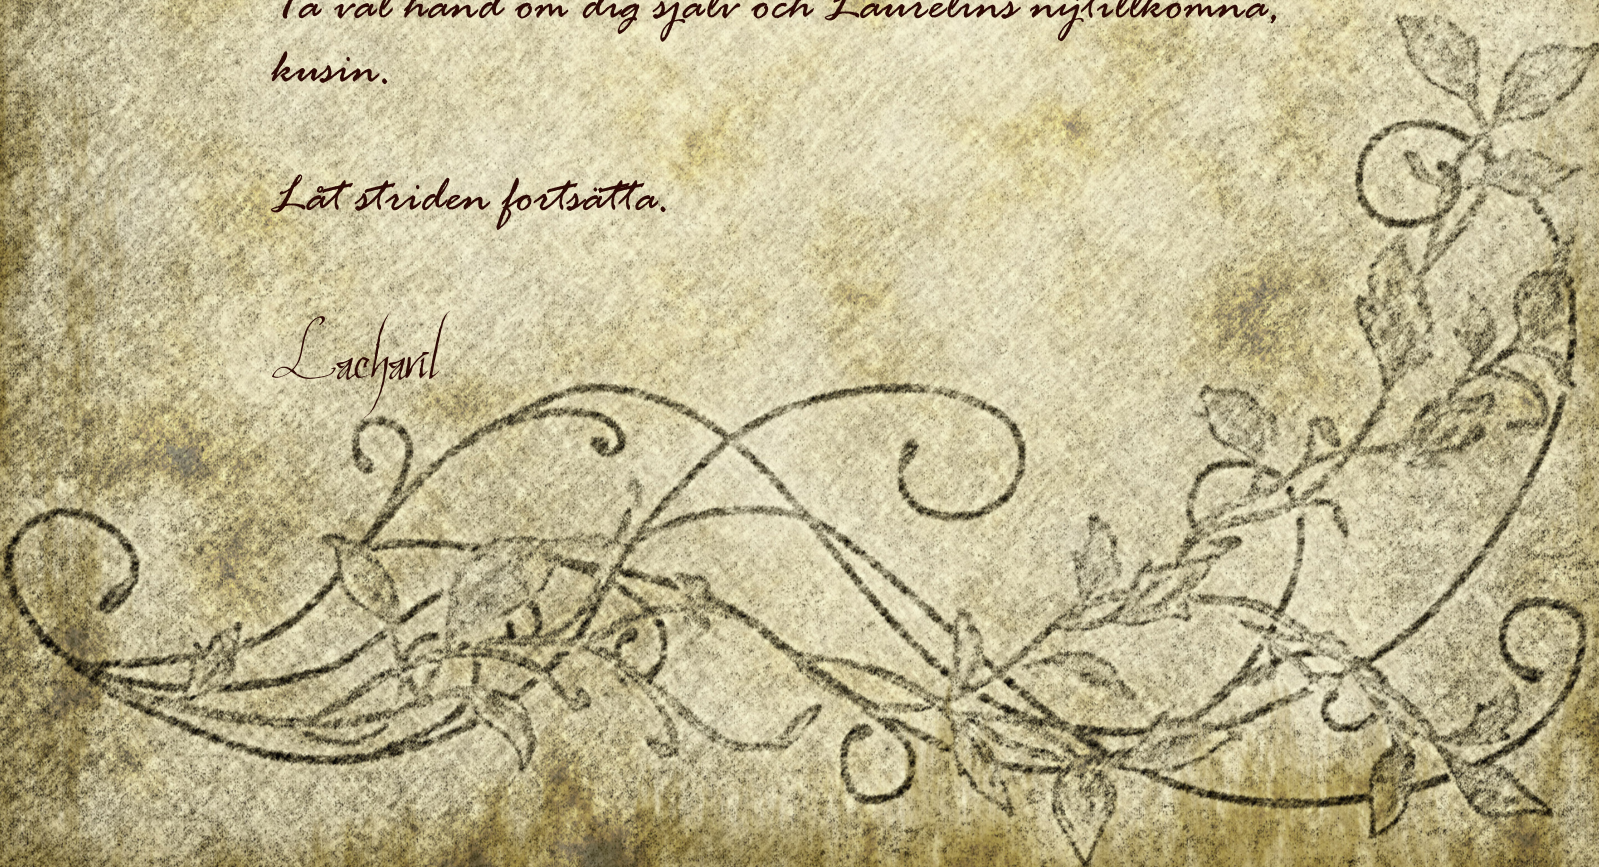 Ta väl hand om dig själv och Laurelins nytillkomna,
kusin.
Låt striden fortsätta.
Lacharil